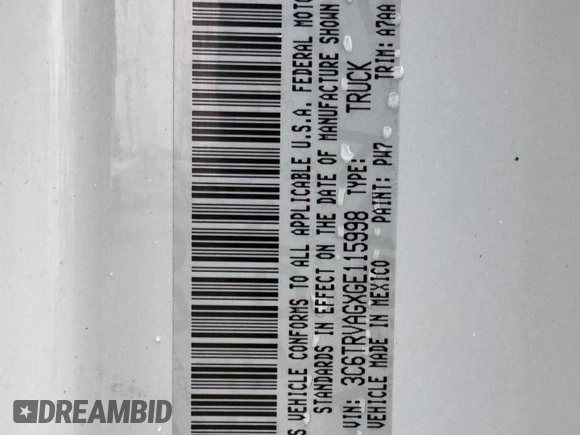 S VEHICLE CONFORMS TO ALL APPLICABLE U.S.A. FEDERAL MOTO
STANDARDS IN EFFECT ON THE DATE OF MANUFACTURE SHOWN
VIN: 3C6TRVAGXGE115998 TYPE: TRUCK
VEHICLE MADE IN MEXICO PAINT: PW7 TRIM: A7AA
DREAMBID